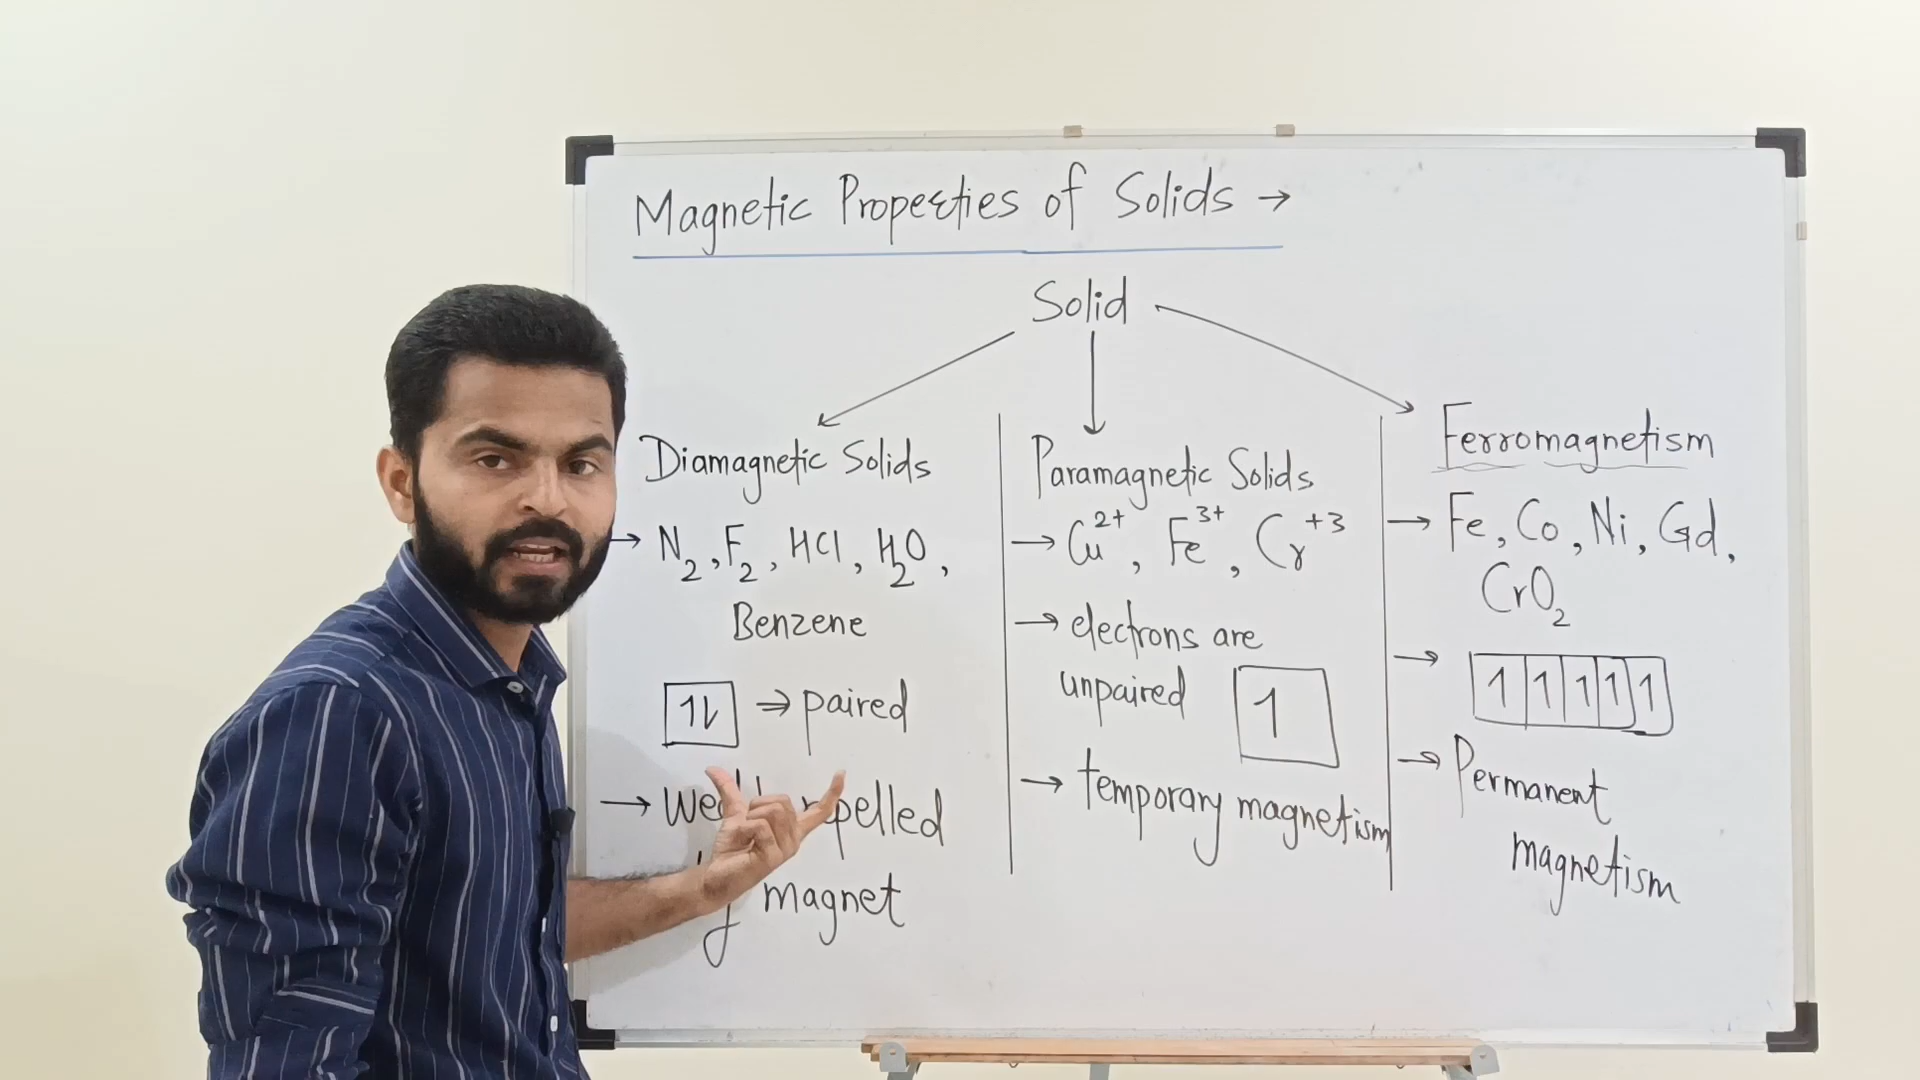 Magnetic Properties of Solids →
Solid
Diamagnetic Solids
→ N₂, F₂, HCl, H₂O,
Benzene
1⇂ ⇒ paired
→ repelled
magnet
Paramagnetic Solids
→ Cu²⁺, Fe³⁺, Cr⁺³
→ electrons are
unpaired 1
→ temporary magnetism
Ferromagnetism
→ Fe, Co, Ni, Gd,
CrO₂
→ 1 1 1 1 1
→ Permanent
magnetism